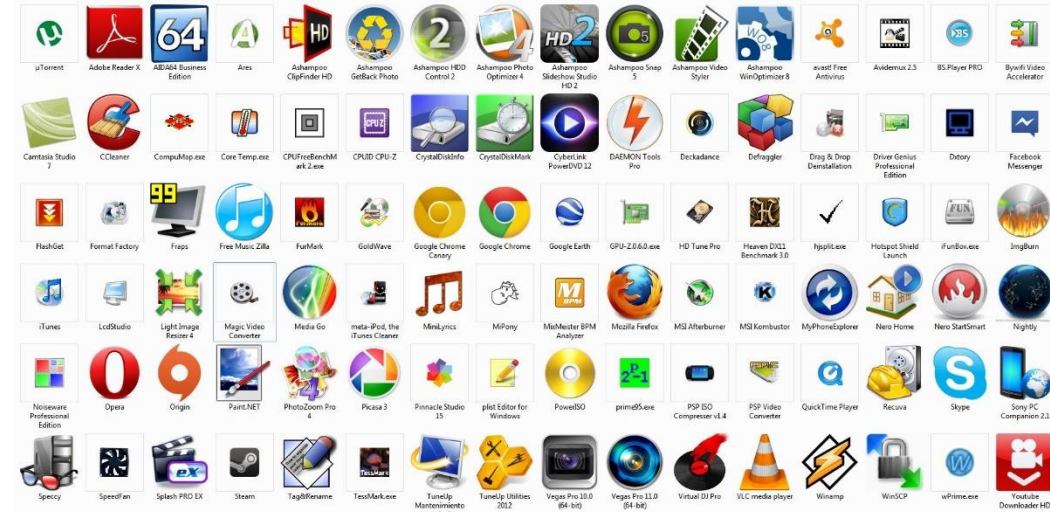 µTorrent
Adobe Reader X
AIDA64 Business
Edition
Ares
Ashampoo
ClipFinder HD
Ashampoo
GetBack Photo
Ashampoo HDD
Control 2
Ashampoo Photo
Optimizer 4
Ashampoo
Slideshow Studio
HD 2
Ashampoo Snap
5
Ashampoo Video
Styler
Ashampoo
WinOptimizer 8
avast! Free
Antivirus
Avidemux 2.5
BS.Player PRO
Bywifi Video
Accelerator
Camtasia Studio
7
CCleaner
CompuMap.exe
Core Temp.exe
CPUFreeBenchM
ark 2.exe
CPUID CPU-Z
CrystalDiskInfo
CrystalDiskMark
CyberLink
PowerDVD 12
DAEMON Tools
Pro
Deckadance
Defraggler
Drag & Drop
Deinstallation
Driver Genius
Professional
Edition
Dxtory
Facebook
Messenger
FlashGet
Format Factory
Fraps
Free Music Zilla
FurMark
GoldWave
Google Chrome
Canary
Google Chrome
Google Earth
GPU-Z.0.6.0.exe
HD Tune Pro
Heaven DX11
Benchmark 3.0
hjsplit.exe
Hotspot Shield
Launch
iFunBox.exe
ImgBurn
iTunes
LcdStudio
Light Image
Resizer 4
Magic Video
Converter
Media Go
meta-iPod, the
iTunes Cleaner
MiniLyrics
MiPony
MixMeister BPM
Analyzer
Mozilla Firefox
MSI Afterburner
MSI Kombustor
MyPhoneExplorer
Nero Home
Nero StartSmart
Nightly
Noiseware
Professional
Edition
Opera
Origin
Paint.NET
PhotoZoom Pro
4
Picasa 3
Pinnacle Studio
15
plist Editor for
Windows
PowerISO
prime95.exe
PSP ISO
Compresser v1.4
PSP Video
Converter
QuickTime Player
Recuva
Skype
Sony PC
Companion 2.1
Speccy
SpeedFan
Splash PRO EX
Steam
Tag&Rename
TessMark.exe
TuneUp
Mantenimiento
TuneUp Utilities
2012
Vegas Pro 10.0
(64-bit)
Vegas Pro 11.0
(64-bit)
Virtual DJ Pro
VLC media player
Winamp
WinSCP
wPrime.exe
Youtube
Downloader HD